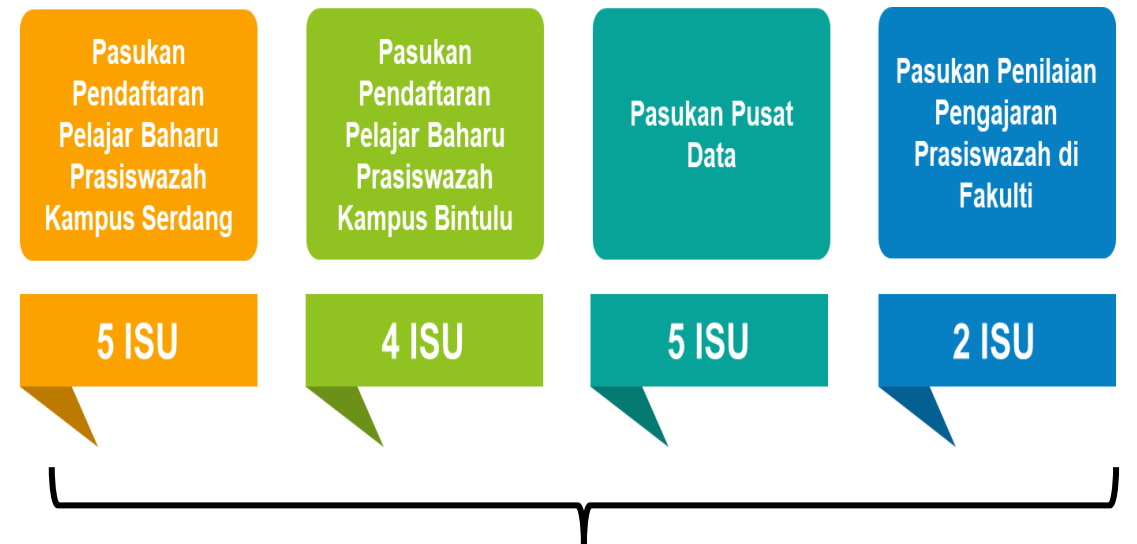 Pasukan
Pendaftaran
Pelajar Baharu
Prasiswazah
Kampus Serdang
5 ISU
Pasukan
Pendaftaran
Pelajar Baharu
Prasiswazah
Kampus Bintulu
4 ISU
Pasukan Pusat
Data
5 ISU
Pasukan Penilaian
Pengajaran
Prasiswazah di
Fakulti
2 ISU